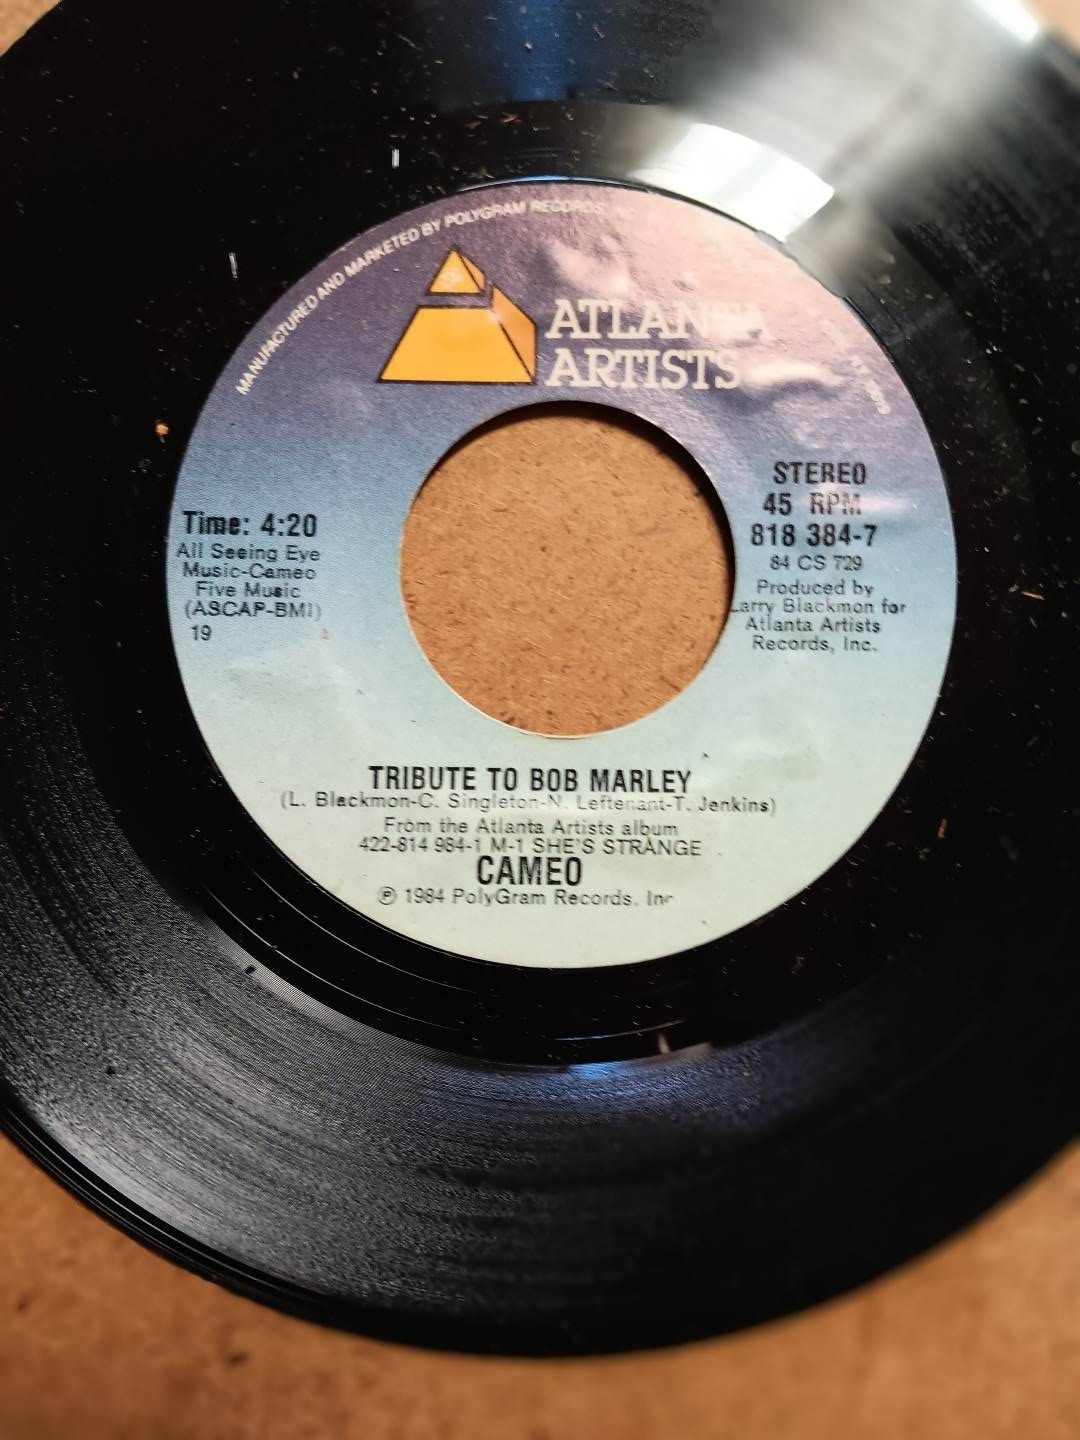 MANUFACTURED AND MARKETED BY POLYGRAM RECORDS
ATLANTA
ARTISTS
STEREO
45 RPM
818 384-7
84 CS 729
Produced by
Larry Blackmon for
Atlanta Artists
Records, Inc.
Time: 4:20
All Seeing Eye
Music-Cameo
Five Music
(ASCAP-BMI)
19
TRIBUTE TO BOB MARLEY
(L. Blackmon-C. Singleton-N. Leftenant-T. Jenkins)
From the Atlanta Artists album
422-814 984-1 M-1 SHE'S STRANGE
CAMEO
℗ 1984 PolyGram Records, Inc